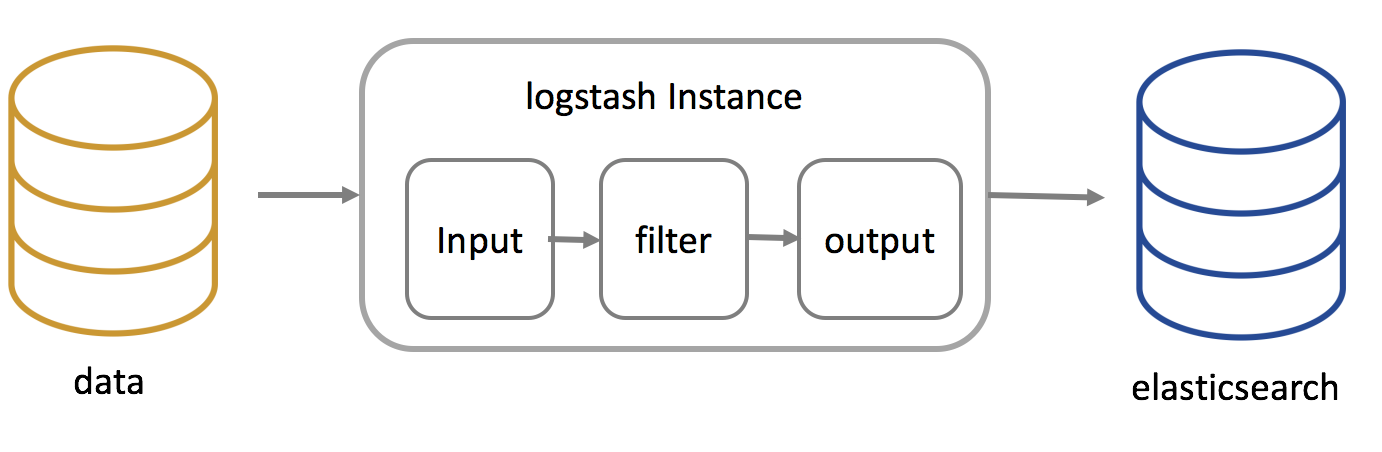 logstash Instance
Input
filter
output
data
elasticsearch